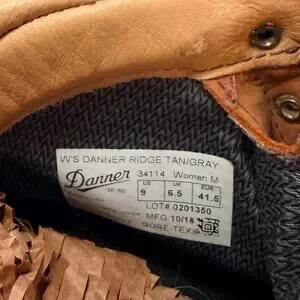 W'S DANNER RIDGE TAN/GRAY
Danner 34114 Women M
US UK EUR
9 6.5 41.5
LOT# 0201350
MFG 10/18
GORE-TEX